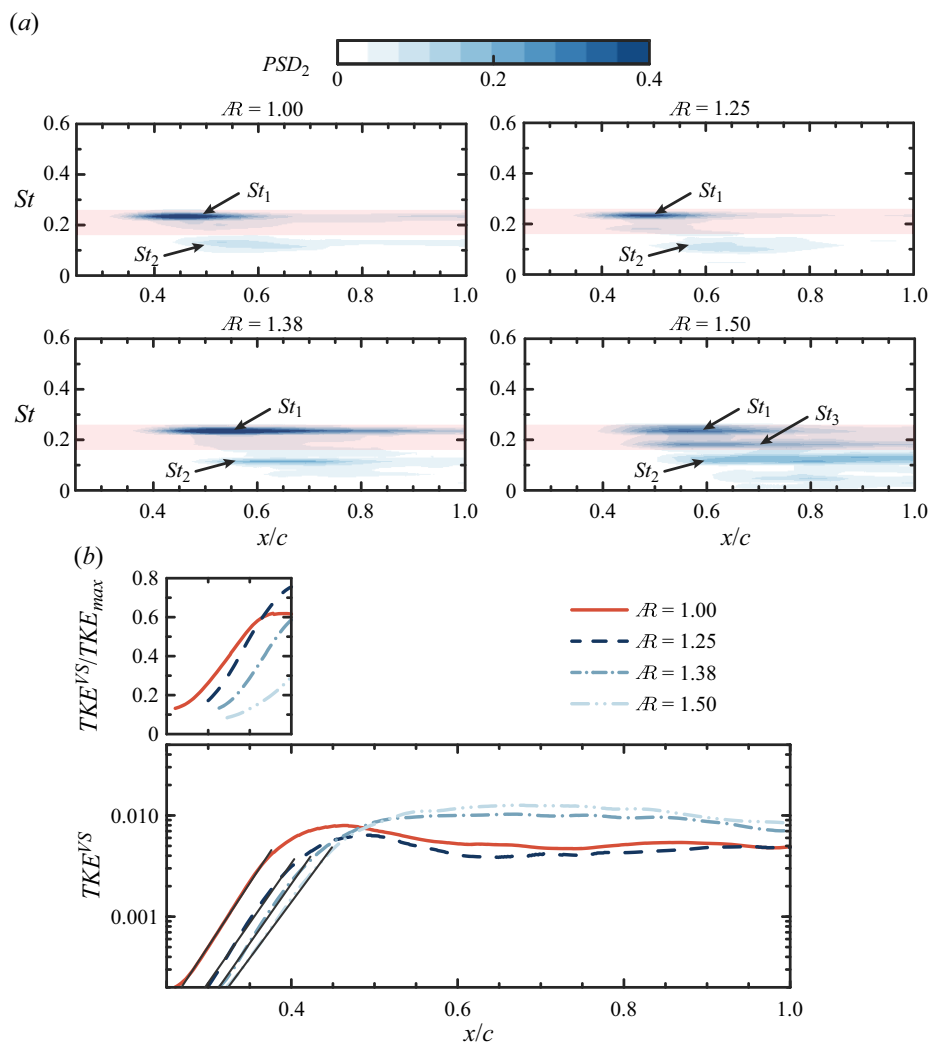 (a)
PSD2
0 0.2 0.4
Æ = 1.00 Æ = 1.25
0.6 0.6
0.4 0.4
St St1 St1
0.2 0.2
St2 St2
0 0
0.4 0.6 0.8 1.0 0.4 0.6 0.8 1.0
Æ = 1.38 Æ = 1.50
0.6 0.6
0.4 0.4
St St1 St1 St3
0.2 0.2
St2 St2
0 0
0.4 0.6 0.8 1.0 0.4 0.6 0.8 1.0
x/c x/c
(b)
TKE^VS/TKEmax
0.8
0.6
0.4
0.2
0
Æ = 1.00
Æ = 1.25
Æ = 1.38
Æ = 1.50
TKE^VS
0.010
0.001
0.4 0.6 0.8 1.0
x/c